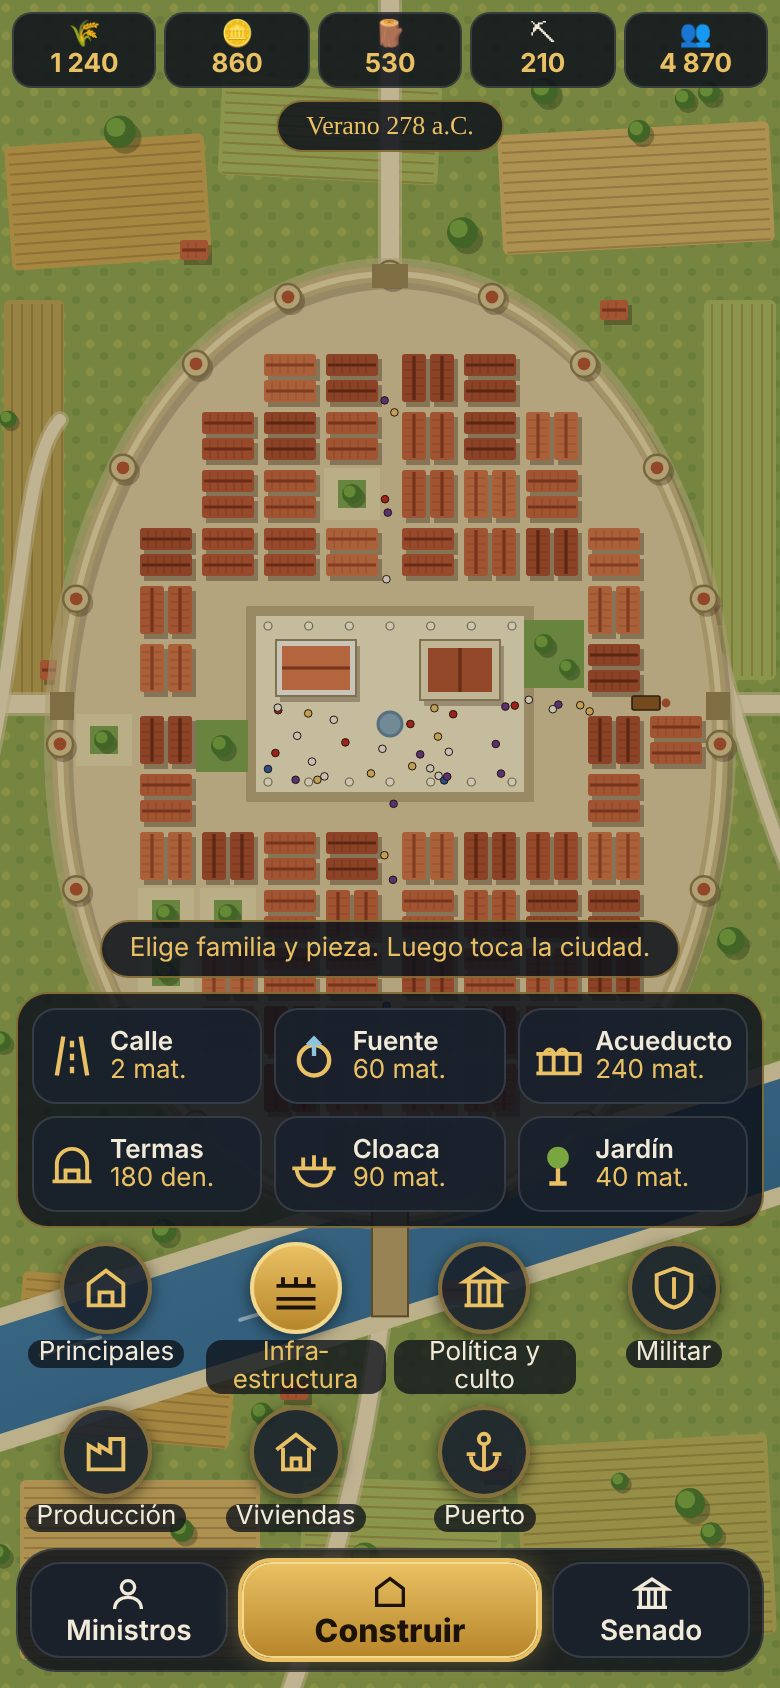 1 240
860
530
210
4 870
Verano 278 a.C.
Elige familia y pieza. Luego toca la ciudad.
Calle
2 mat.
Fuente
60 mat.
Acueducto
240 mat.
Termas
180 den.
Cloaca
90 mat.
Jardín
40 mat.
Principales
Infra-
estructura
Política y
culto
Militar
Producción
Viviendas
Puerto
Ministros
Construir
Senado